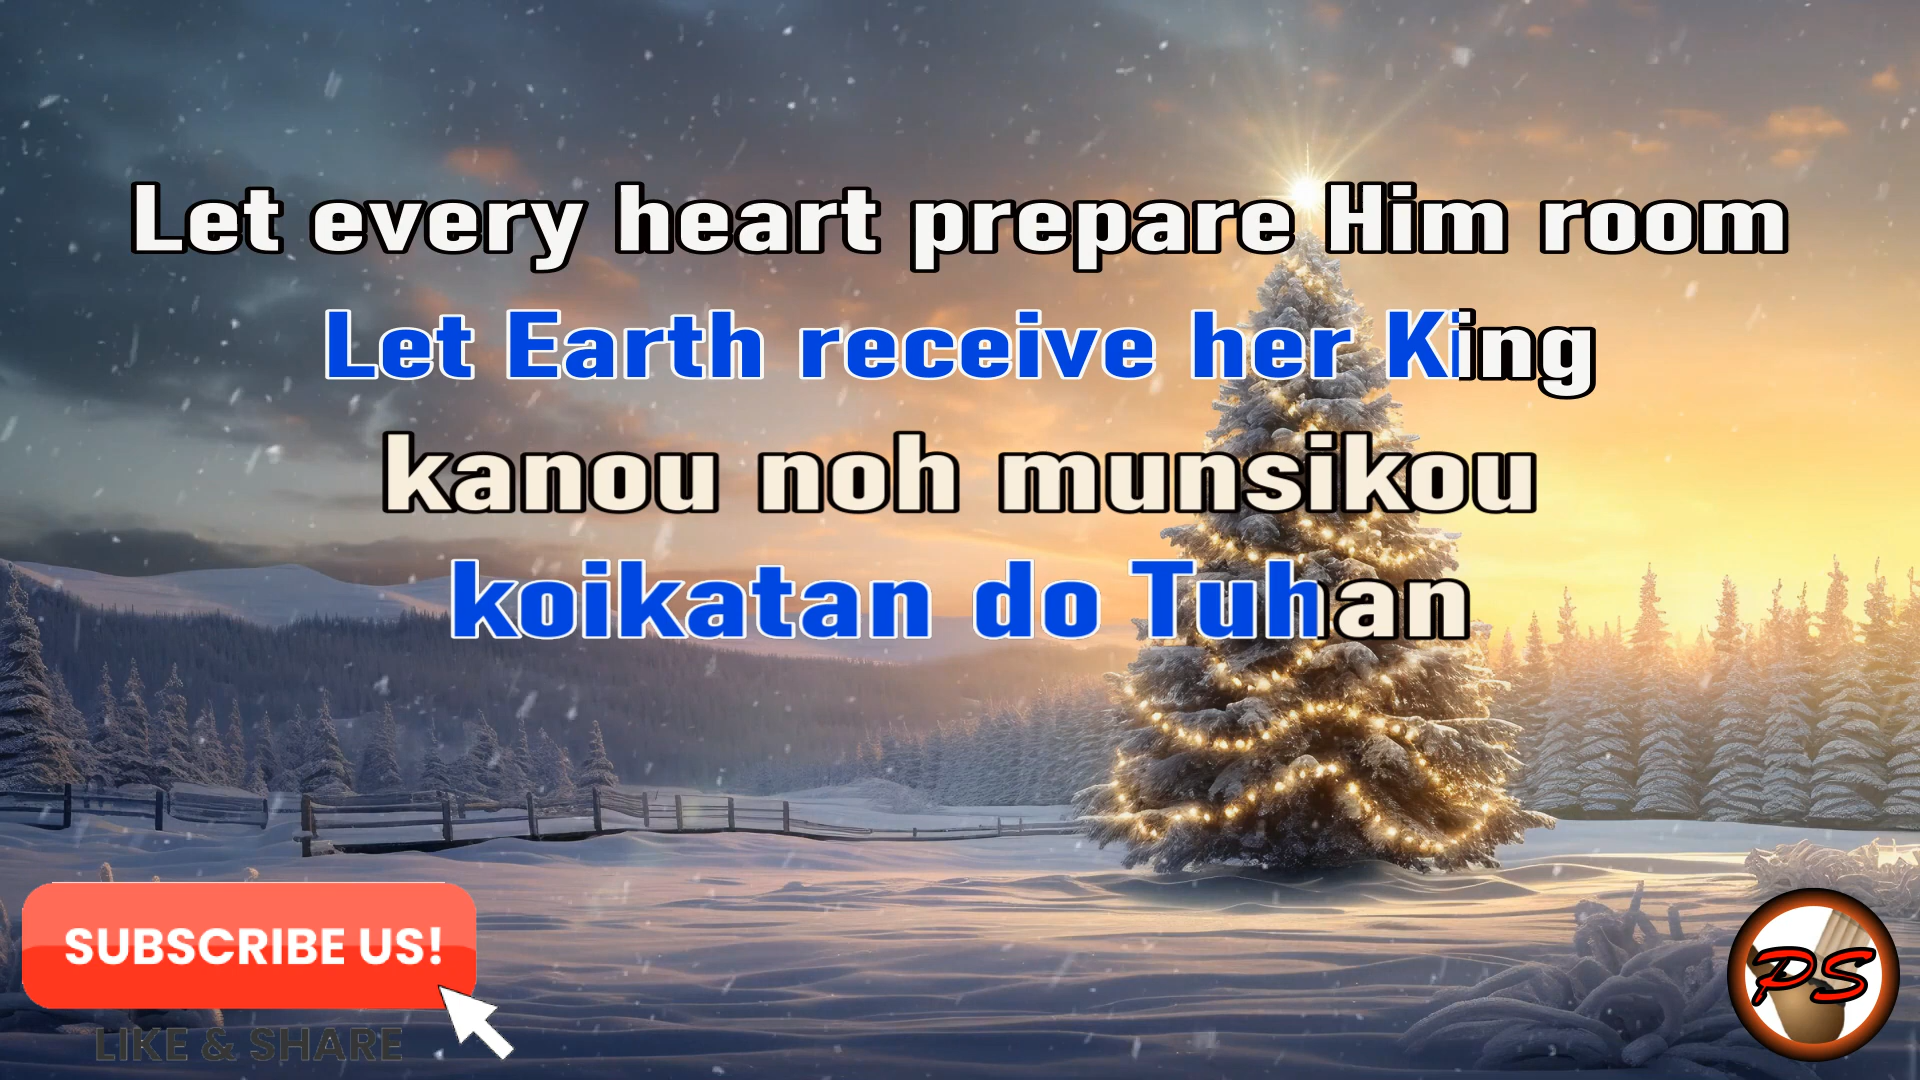 Let every heart prepare Him room
Let Earth receive her King
kanou noh munsikou
koikatan do Tuhan
SUBSCRIBE US!
LIKE & SHARE
PS